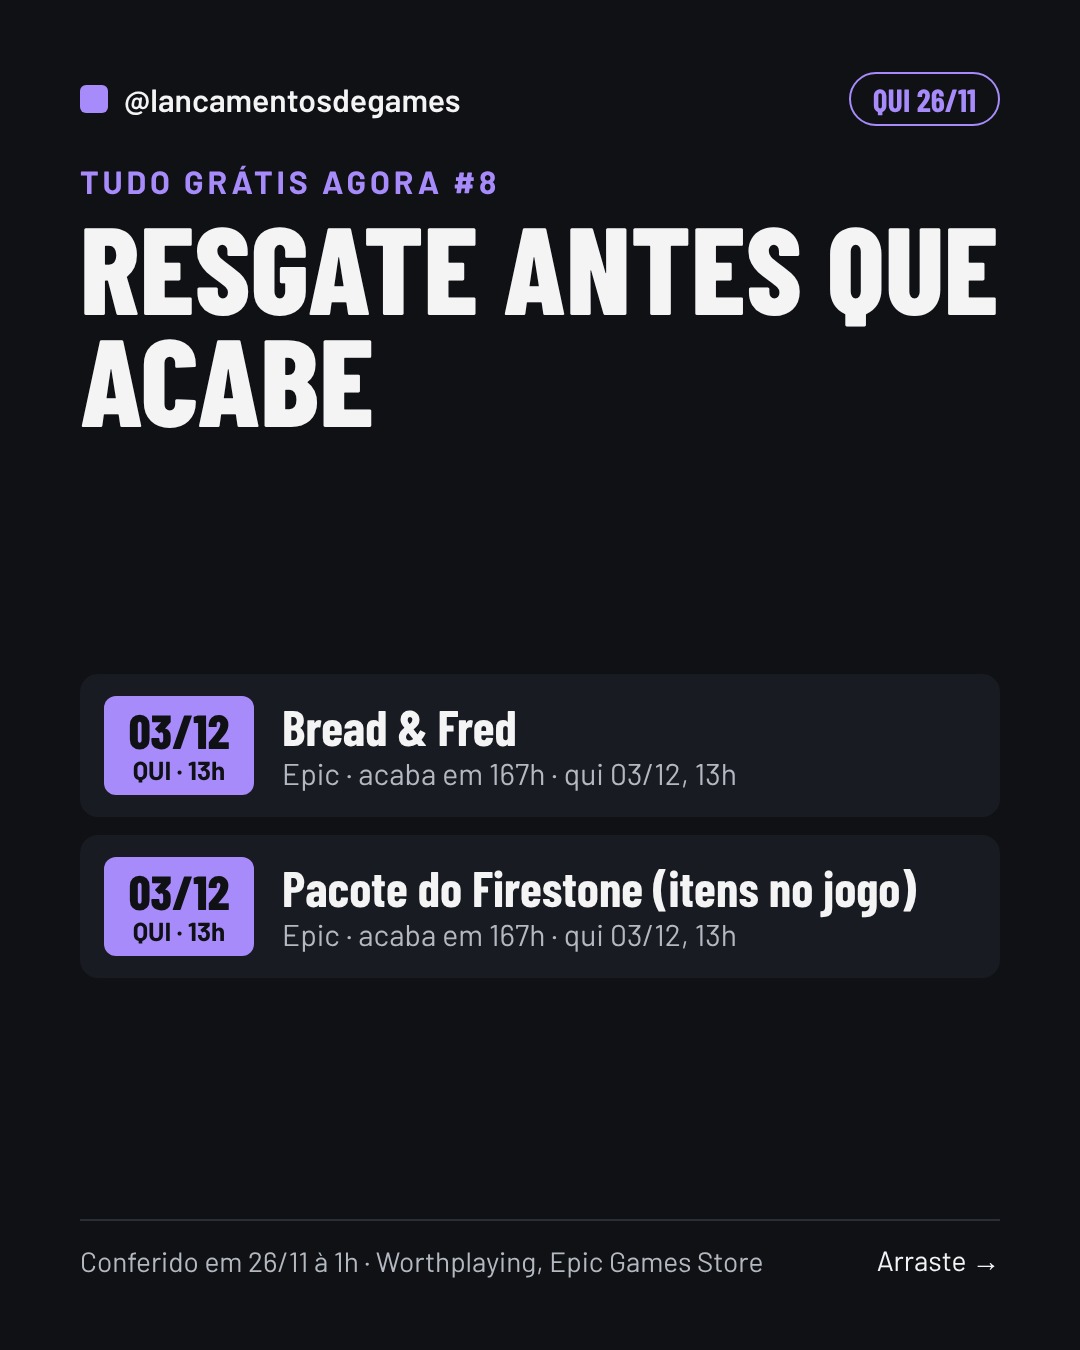 @lancamentosdegames
QUI 26/11
TUDO GRÁTIS AGORA #8
RESGATE ANTES QUE
ACABE
03/12
QUI · 13h
Bread & Fred
Epic · acaba em 167h · qui 03/12, 13h
03/12
QUI · 13h
Pacote do Firestone (itens no jogo)
Epic · acaba em 167h · qui 03/12, 13h
Conferido em 26/11 à 1h · Worthplaying, Epic Games Store
Arraste →